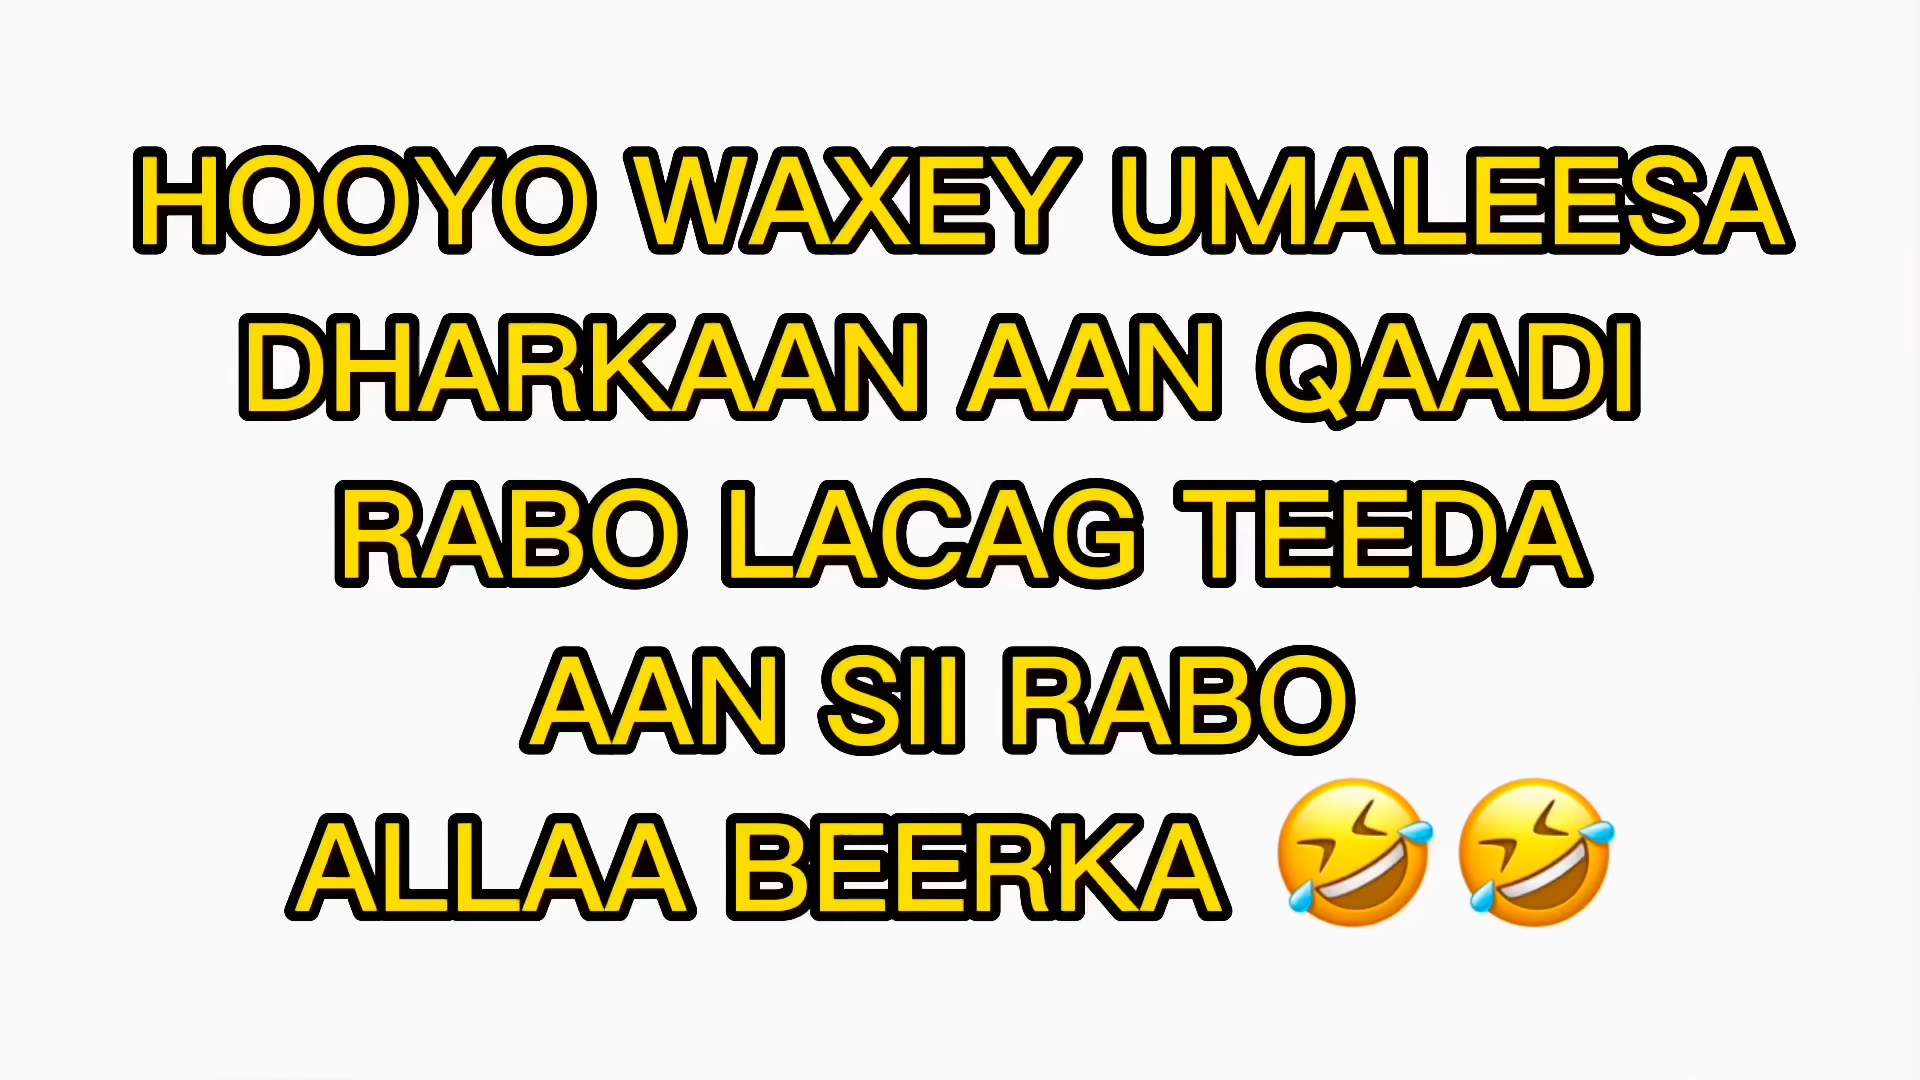 HOOYO WAXEY UMALEESA
DHARKAAN AAN QAADI
RABO LACAG TEEDA
AAN SII RABO
ALLAA BEERKA 🤣🤣